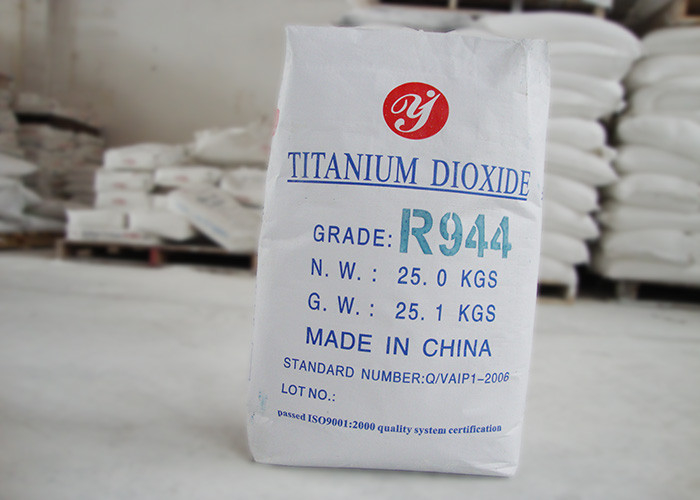 TITANIUM DIOXIDE
GRADE: R944
N. W. : 25. 0 KGS
G. W. : 25. 1 KGS
MADE IN CHINA
STANDARD NUMBER:Q/VAIP1-2006
LOT NO.:
passed ISO9001:2000 quality system certification